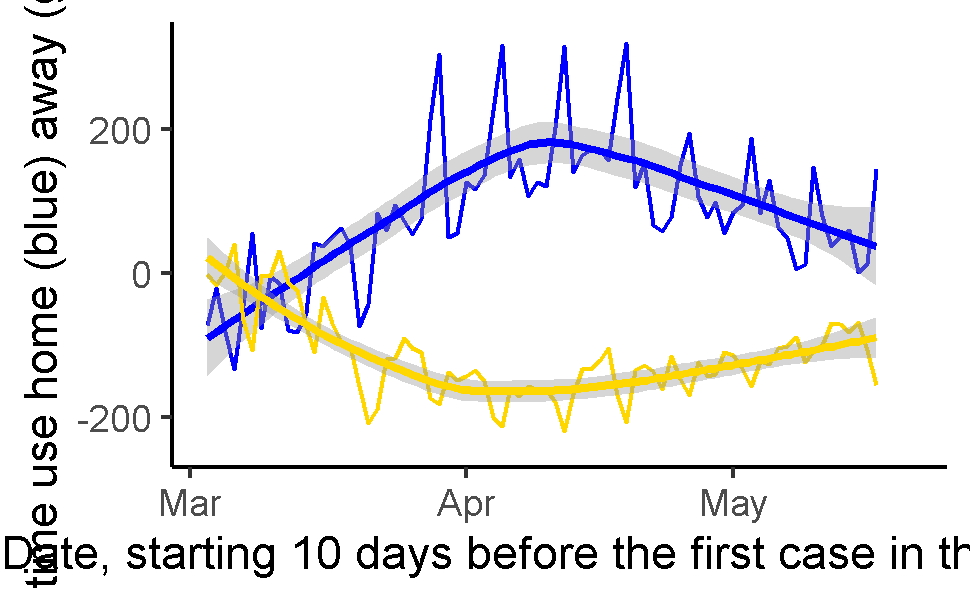 time use home (blue) away (
200
0
-200
Mar Apr May
Date, starting 10 days before the first case in th